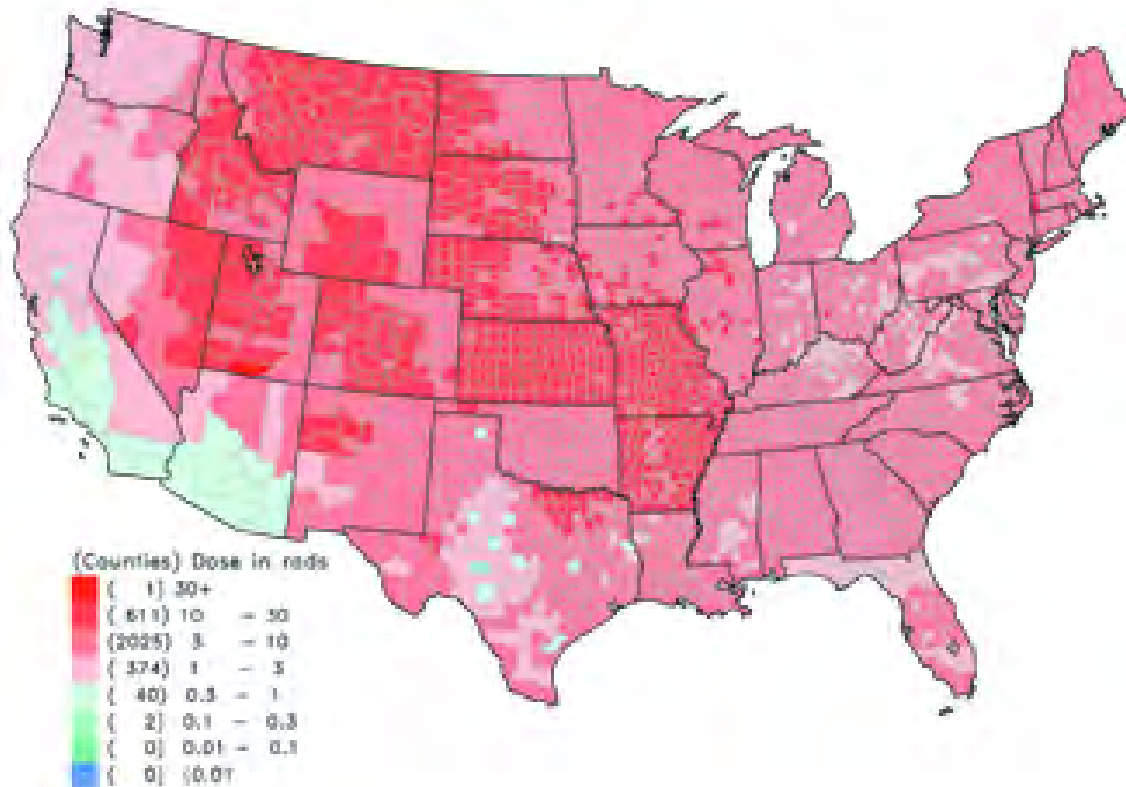 (Counties) Dose in rads
( 1) 30+
( 611) 10 - 30
(2025) 3 - 10
( 374) 1 - 3
( 40) 0.3 - 1
( 2) 0.1 - 0.3
( 0) 0.01 - 0.1
( 0) <0.01